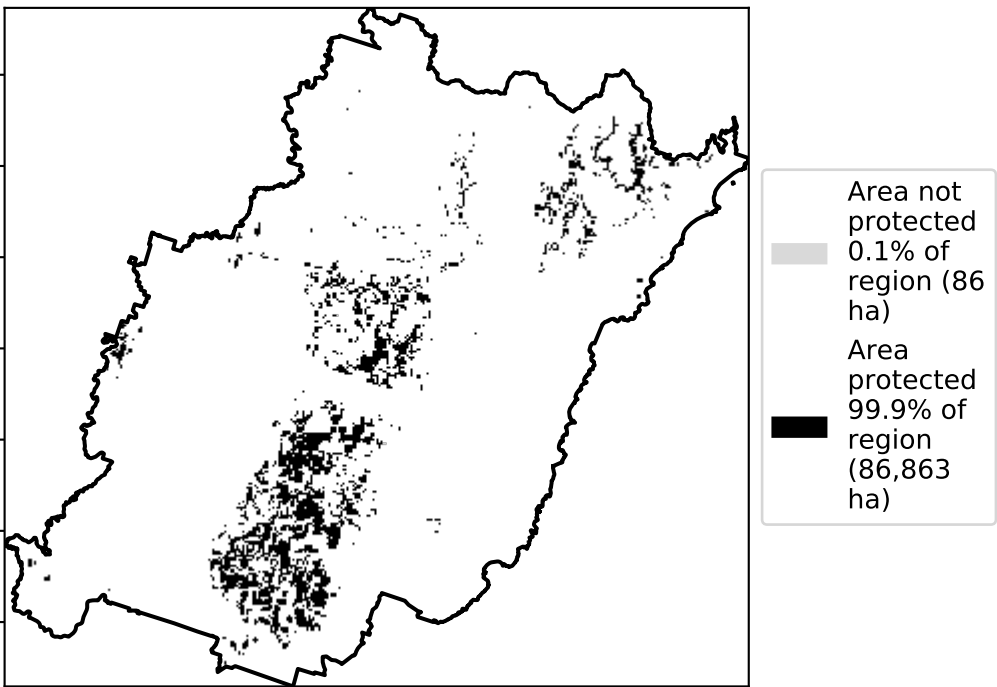 Area not
protected
0.1% of
region (86
ha)
Area
protected
99.9% of
region
(86,863
ha)